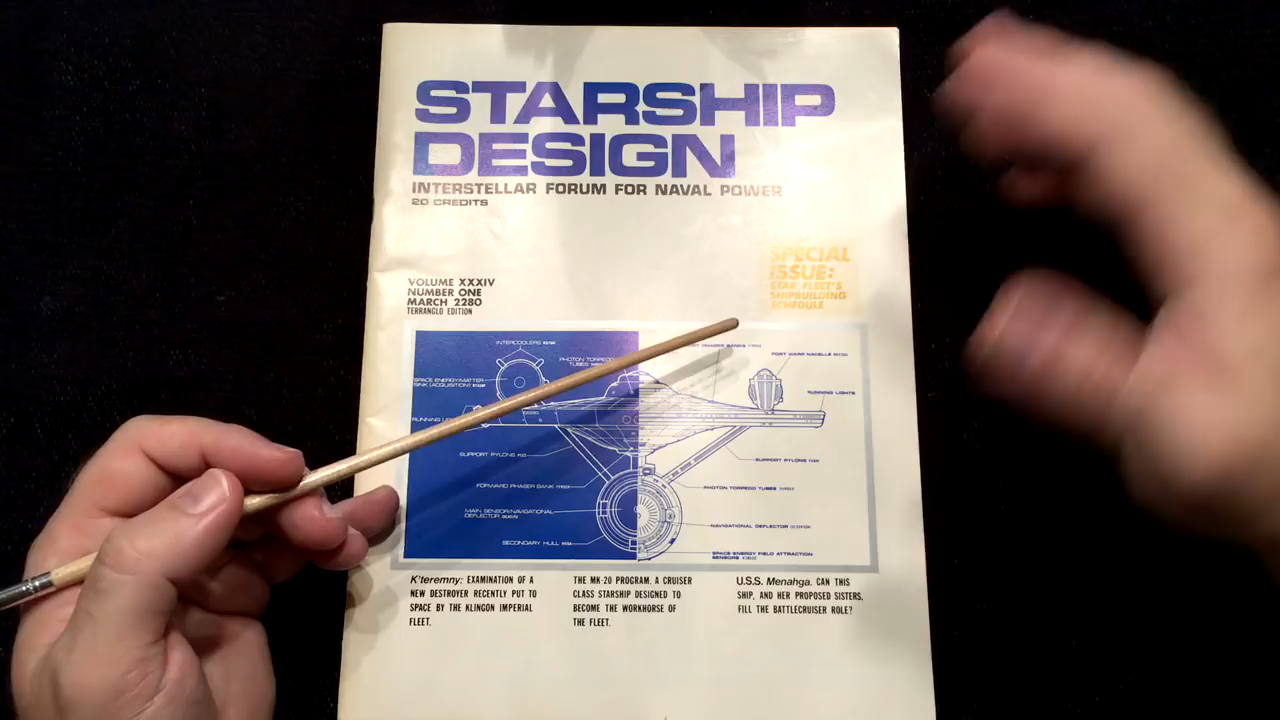 STARSHIP
DESIGN
INTERSTELLAR FORUM FOR NAVAL POWER
20 CREDITS
VOLUME XXXIV
NUMBER ONE
MARCH 2280
TERRANGLO EDITION
SPECIAL
ISSUE:
STAR FLEET'S
SHIPBUILDING
SCHEDULE
INTERCOOLERS
PHOTON TORPEDO
TUBES
SPACE ENERGY/MATTER
SINK (ACQUISITION)
RUNNING
SUPPORT PYLONS
FORWARD PHASER BANK
MAIN SENSOR/NAVIGATIONAL
DEFLECTOR
SECONDARY HULL
PHASER BANKS
PORT WARP NACELLE
RUNNING LIGHTS
SUPPORT PYLONS
PHOTON TORPEDO TUBES
NAVIGATIONAL DEFLECTOR
SPACE/ENERGY FIELD ATTRACTION
SENSORS
K'teremny: EXAMINATION OF A
NEW DESTROYER RECENTLY PUT TO
SPACE BY THE KLINGON IMPERIAL
FLEET.
THE MK-20 PROGRAM. A CRUISER
CLASS STARSHIP DESIGNED TO
BECOME THE WORKHORSE OF
THE FLEET.
U.S.S. Menahga. CAN THIS
SHIP, AND HER PROPOSED SISTERS,
FILL THE BATTLECRUISER ROLE?